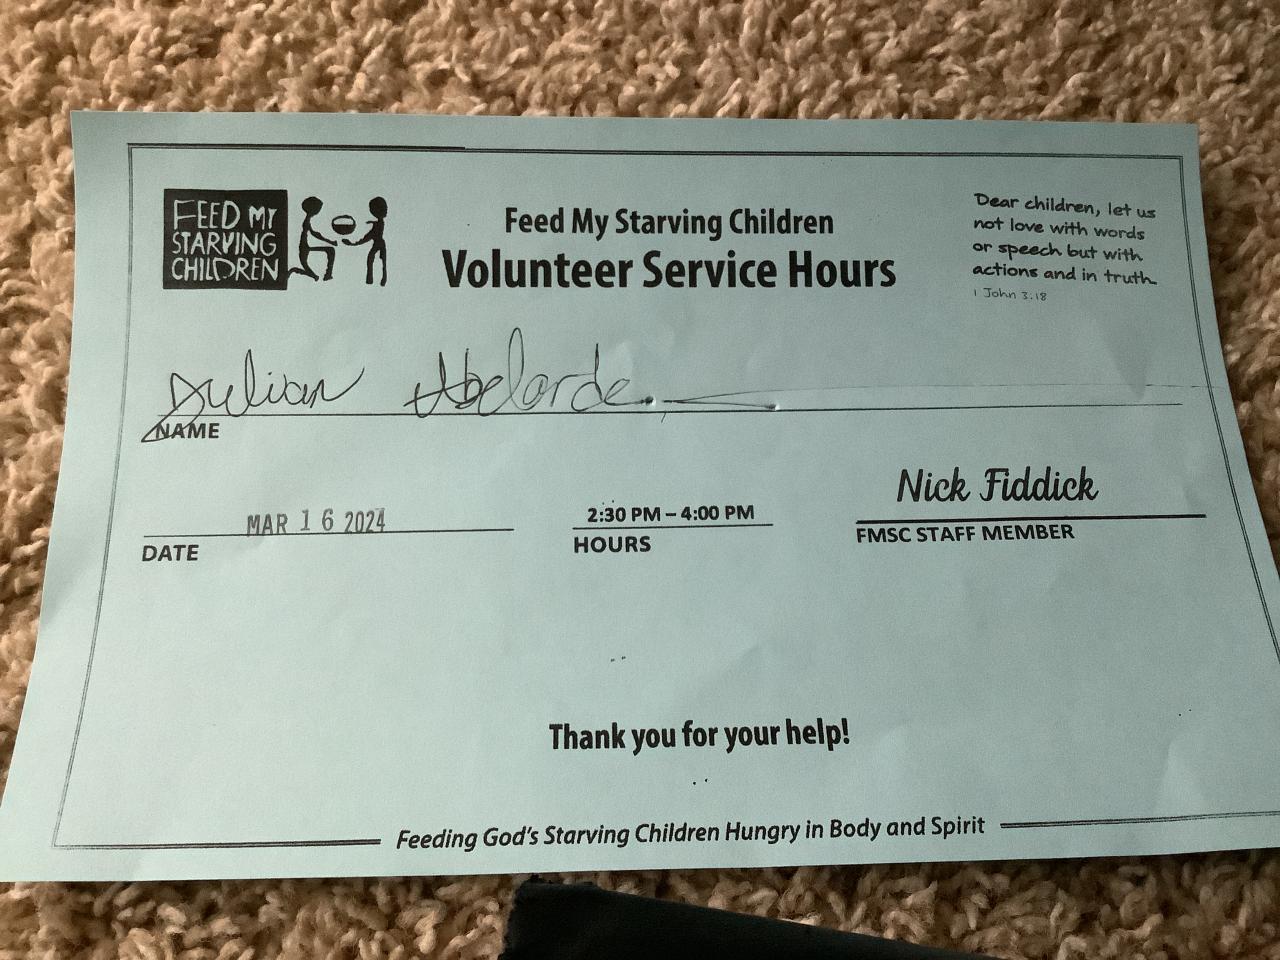 FEED MY
STARVING
CHILDREN
Feed My Starving Children
Volunteer Service Hours
Dear children, let us
not love with words
or speech but with
actions and in truth.
1 John 3:18
Julian Abelarde
NAME
MAR 16 2024
DATE
2:30 PM – 4:00 PM
HOURS
Nick Fiddick
FMSC STAFF MEMBER
Thank you for your help!
Feeding God's Starving Children Hungry in Body and Spirit